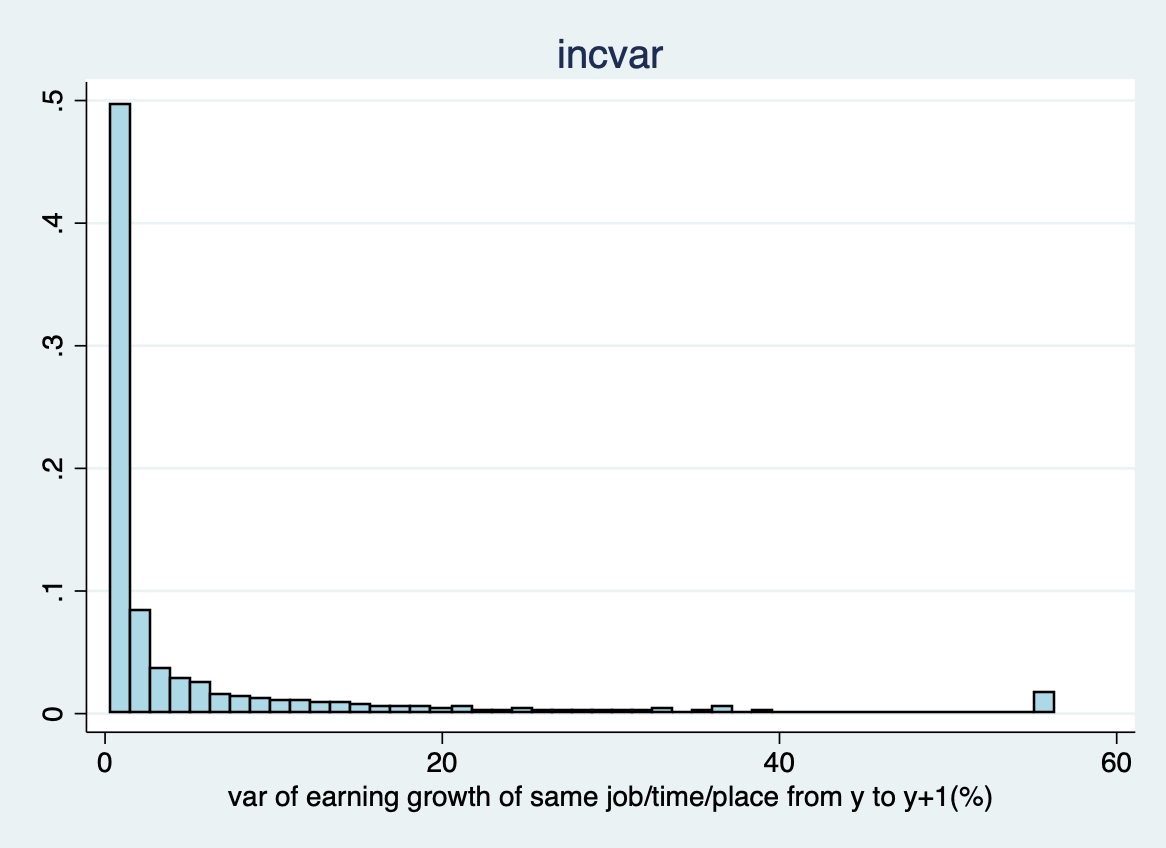 incvar
.5
.4
.3
.2
.1
0
0 20 40 60
var of earning growth of same job/time/place from y to y+1(%)